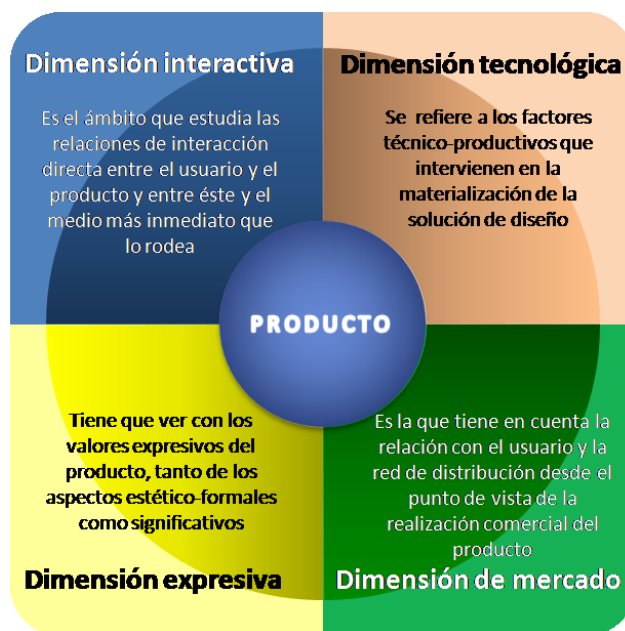 Dimensión interactiva
Es el ámbito que estudia las
relaciones de interacción
directa entre el usuario y el
producto y entre éste y el
medio más inmediato que
lo rodea
Dimensión tecnológica
Se refiere a los factores
técnico-productivos que
intervienen en la
materialización de la
solución de diseño
PRODUCTO
Tiene que ver con los
valores expresivos del
producto, tanto de los
aspectos estético-formales
como significativos
Dimensión expresiva
Es la que tiene en cuenta la
relación con el usuario y la
red de distribución desde el
punto de vista de la
realización comercial del
producto
Dimensión de mercado